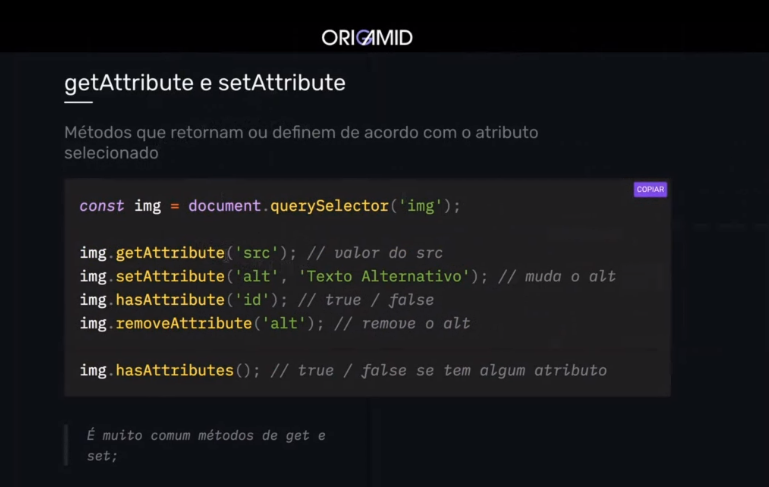 ORIGAMID
getAttribute e setAttribute
Métodos que retornam ou definem de acordo com o atributo
selecionado
COPIAR
const img = document.querySelector('img');
img.getAttribute('src'); // valor do src
img.setAttribute('alt', 'Texto Alternativo'); // muda o alt
img.hasAttribute('id'); // true / false
img.removeAttribute('alt'); // remove o alt
img.hasAttributes(); // true / false se tem algum atributo
É muito comum métodos de get e
set;